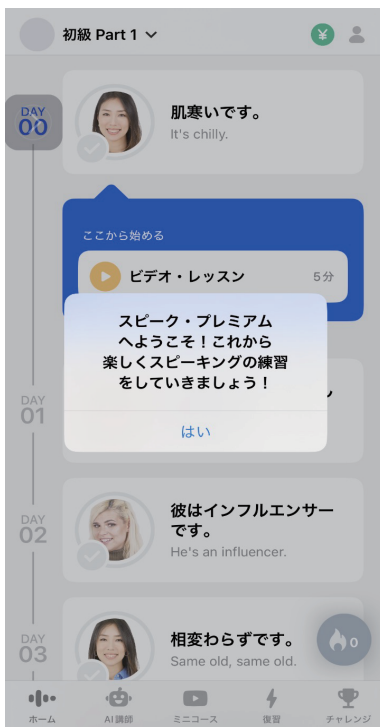 初級 Part 1
¥
DAY
00
肌寒いです。
It's chilly.
ここから始める
ビデオ・レッスン
5分
スピーク・プレミアム
へようこそ！これから
楽しくスピーキングの練習
をしていきましょう！
はい
DAY
01
DAY
02
彼はインフルエンサー
です。
He's an influencer.
DAY
03
相変わらずです。
Same old, same old.
0
ホーム
AI 講師
ミニコース
復習
チャレンジ